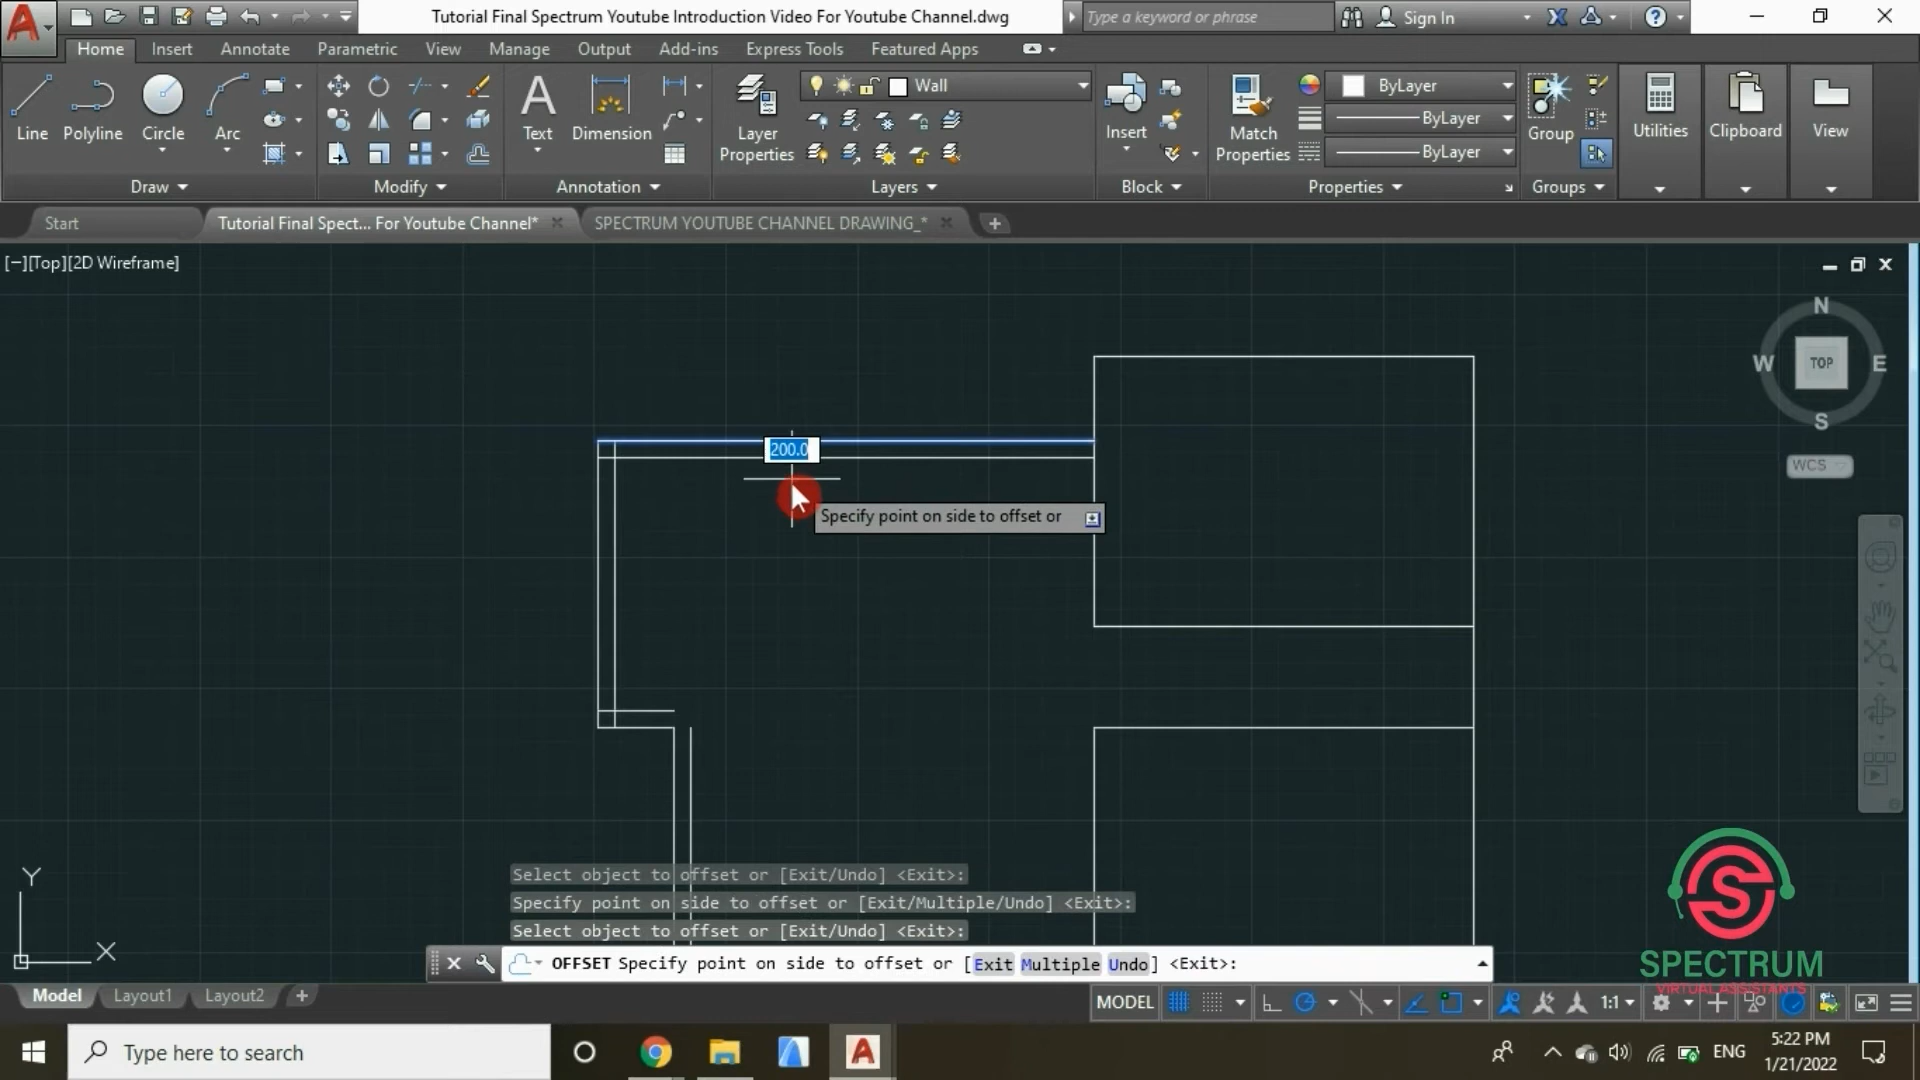 Tutorial Final Spectrum Youtube Introduction Video For Youtube Channel.dwg
Type a keyword or phrase
Sign In
Home Insert Annotate Parametric View Manage Output Add-ins Express Tools Featured Apps
Line Polyline Circle Arc
Text Dimension
Layer Properties
Wall
Insert
Match Properties
ByLayer
ByLayer
ByLayer
Group
Utilities
Clipboard
View
Draw Modify Annotation Layers Block Properties Groups
Start
Tutorial Final Spect... For Youtube Channel*
SPECTRUM YOUTUBE CHANNEL DRAWING_*
[−][Top][2D Wireframe]
N
W TOP E
S
WCS
200.0
Specify point on side to offset or
Y
X
Select object to offset or [Exit/Undo] <Exit>:
Specify point on side to offset or [Exit/Multiple/Undo] <Exit>:
Select object to offset or [Exit/Undo] <Exit>:
OFFSET Specify point on side to offset or [Exit Multiple Undo] <Exit>:
S
SPECTRUM
VIRTUAL ASSISTANTS
Model Layout1 Layout2
MODEL
1:1
Type here to search
ENG
5:22 PM
1/21/2022